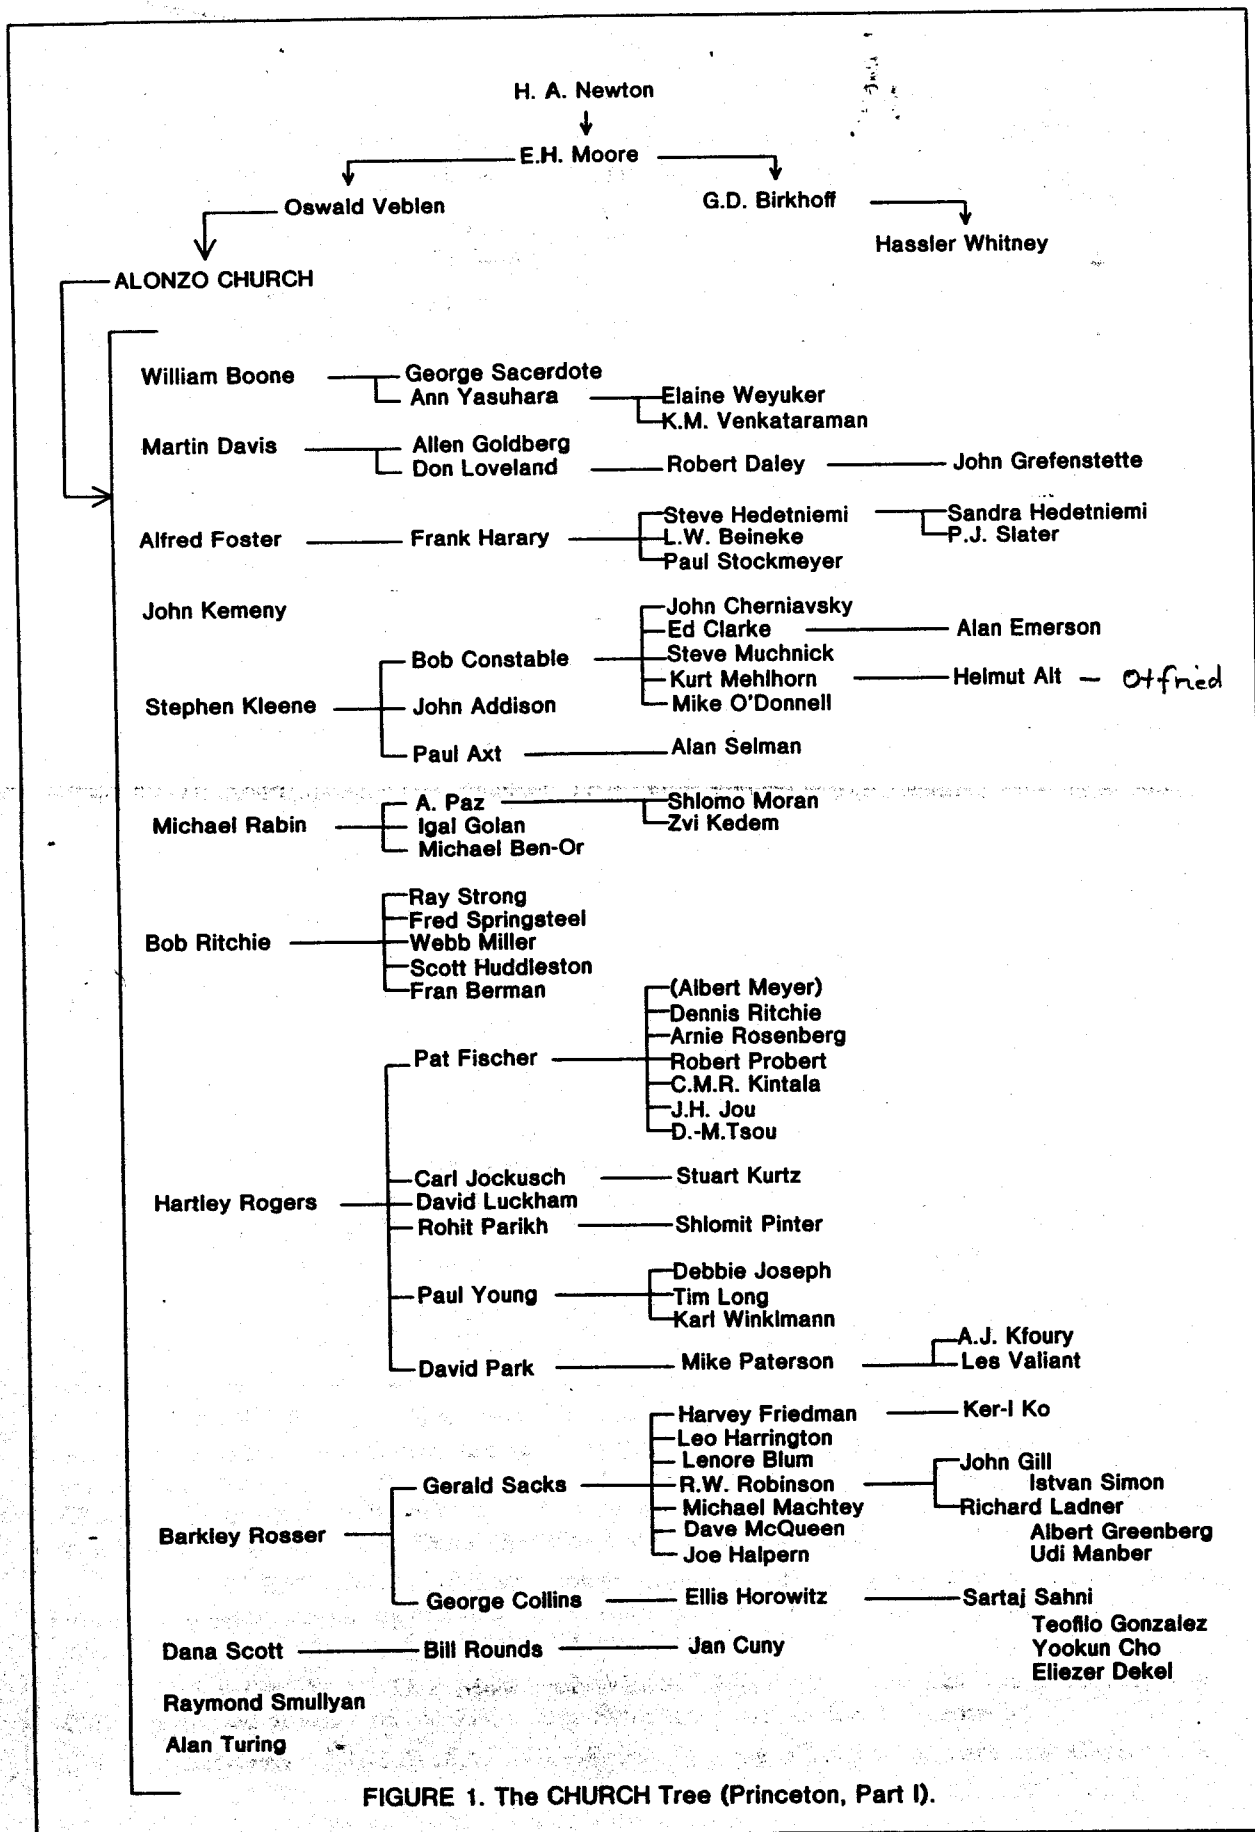 H. A. Newton
E.H. Moore
Oswald Veblen
G.D. Birkhoff
Hassler Whitney
ALONZO CHURCH
William Boone
George Sacerdote
Ann Yasuhara
Elaine Weyuker
K.M. Venkataraman
Martin Davis
Allen Goldberg
Don Loveland
Robert Daley
John Grefenstette
Alfred Foster
Frank Harary
Steve Hedetniemi
L.W. Beineke
Paul Stockmeyer
Sandra Hedetniemi
P.J. Slater
John Kemeny
Stephen Kleene
Bob Constable
John Cherniavsky
Ed Clarke
Alan Emerson
Steve Muchnick
Kurt Mehlhorn
Helmut Alt - Otfried
Mike O'Donnell
John Addison
Paul Axt
Alan Selman
Michael Rabin
A. Paz
Igal Golan
Michael Ben-Or
Shlomo Moran
Zvi Kedem
Bob Ritchie
Ray Strong
Fred Springsteel
Webb Miller
Scott Huddleston
Fran Berman
Hartley Rogers
Pat Fischer
(Albert Meyer)
Dennis Ritchie
Arnie Rosenberg
Robert Probert
C.M.R. Kintala
J.H. Jou
D.-M.Tsou
Carl Jockusch
Stuart Kurtz
David Luckham
Rohit Parikh
Shlomit Pinter
Paul Young
Debbie Joseph
Tim Long
Karl Winklmann
David Park
Mike Paterson
A.J. Kfoury
Les Valiant
Barkley Rosser
Gerald Sacks
Harvey Friedman
Ker-I Ko
Leo Harrington
Lenore Blum
R.W. Robinson
John Gill
Istvan Simon
Richard Ladner
Albert Greenberg
Udi Manber
Michael Machtey
Dave McQueen
Joe Halpern
George Collins
Ellis Horowitz
Sartaj Sahni
Teofilo Gonzalez
Yookun Cho
Eliezer Dekel
Dana Scott
Bill Rounds
Jan Cuny
Raymond Smullyan
Alan Turing
FIGURE 1. The CHURCH Tree (Princeton, Part I).